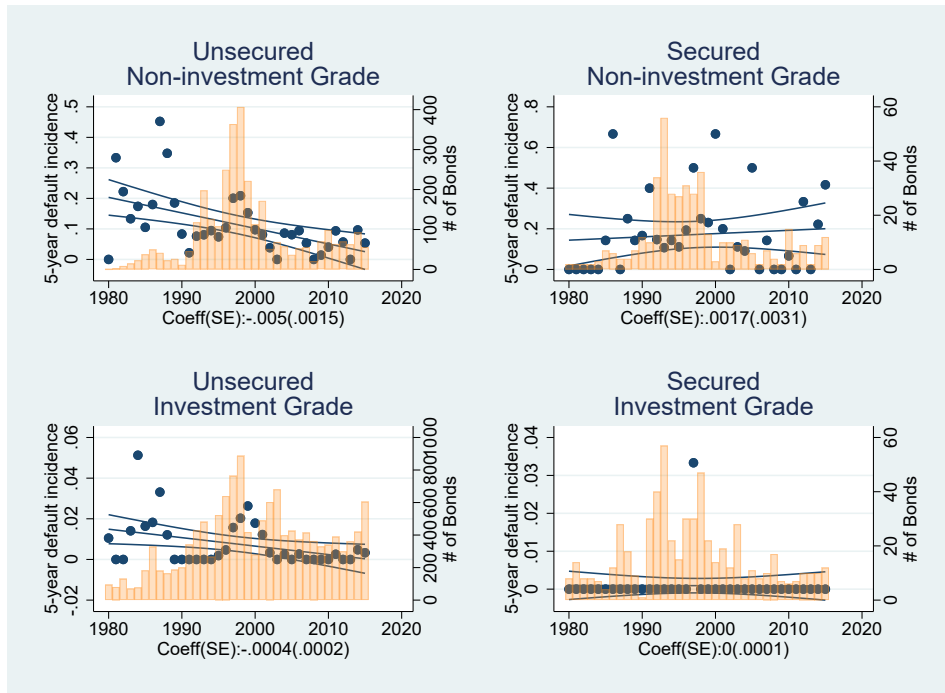 Unsecured
Non-investment Grade
5-year default incidence
.5
.4
.3
.2
.1
0
400
300
200
100
0
# of Bonds
1980 1990 2000 2010 2020
Coeff(SE):-.005(.0015)
Secured
Non-investment Grade
5-year default incidence
.8
.6
.4
.2
0
60
40
20
0
# of Bonds
1980 1990 2000 2010 2020
Coeff(SE):.0017(.0031)
Unsecured
Investment Grade
5-year default incidence
.06
.04
.02
0
-.02
1000
800
600
400
200
0
# of Bonds
1980 1990 2000 2010 2020
Coeff(SE):-.0004(.0002)
Secured
Investment Grade
5-year default incidence
.04
.03
.02
.01
0
60
40
20
0
# of Bonds
1980 1990 2000 2010 2020
Coeff(SE):0(.0001)